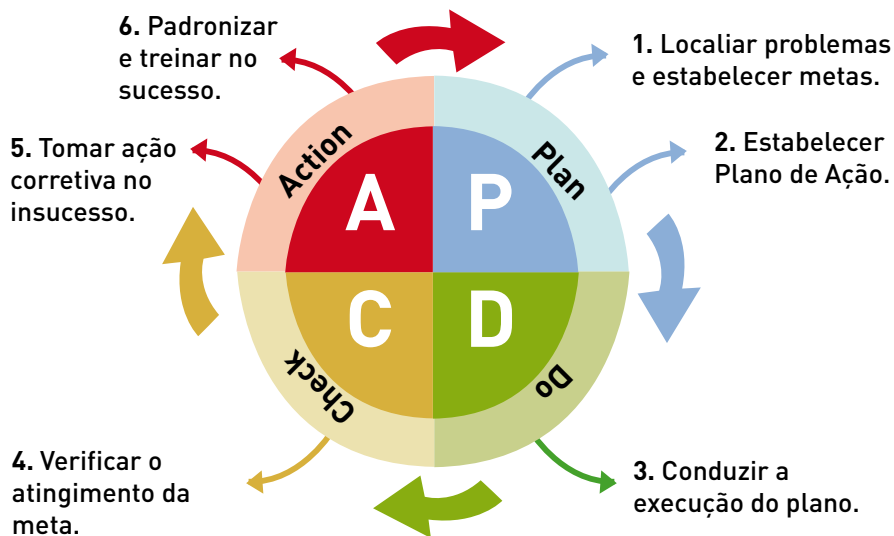 1. Localiar problemas
e estabelecer metas.
2. Estabelecer
Plano de Ação.
3. Conduzir a
execução do plano.
4. Verificar o
atingimento da
meta.
5. Tomar ação
corretiva no
insucesso.
6. Padronizar
e treinar no
sucesso.
Action
Plan
A
P
C
D
Check
Do